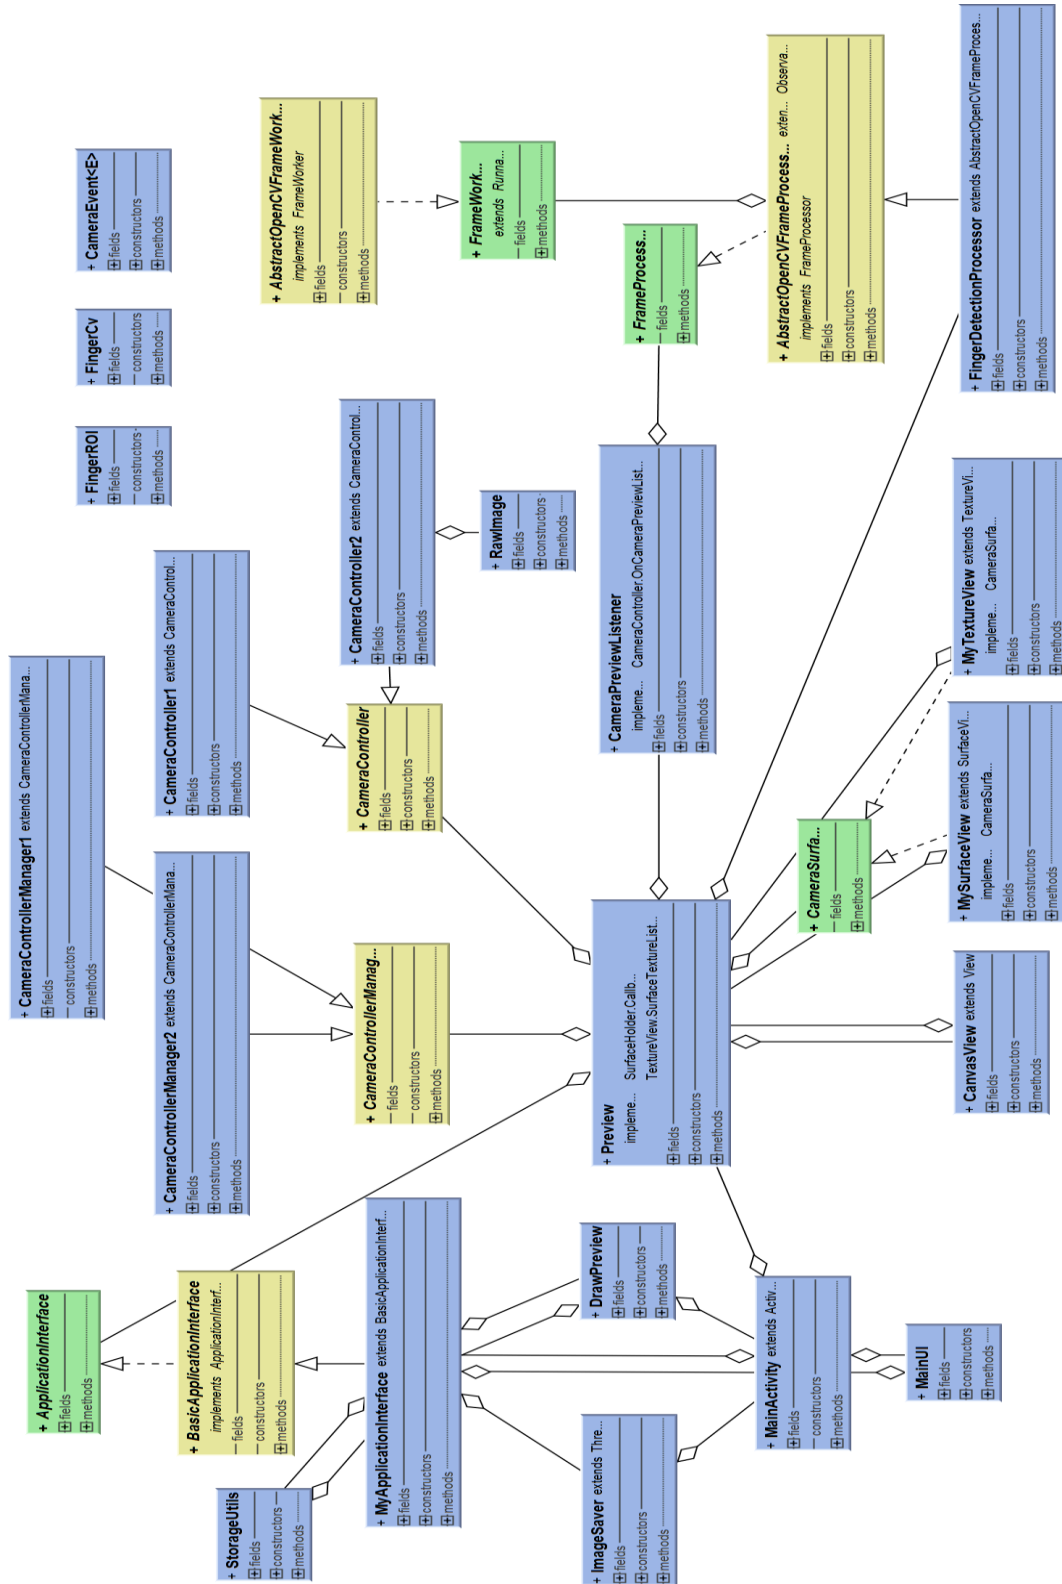 + ApplicationInterface
fields
methods
+ CameraControllerManager1 extends CameraControllerMana...
fields
constructors
methods
+ FingerROI
fields
constructors
methods
+ FingerCv
fields
constructors
methods
+ CameraEvent<E>
fields
constructors
methods
+ BasicApplicationInterface
implements ApplicationInterf...
fields
constructors
methods
+ CameraControllerManager2 extends CameraControllerMana...
fields
constructors
methods
+ CameraController1 extends CameraControl...
fields
constructors
methods
+ StorageUtils
fields
constructors
methods
+ AbstractOpenCVFrameWork...
implements FrameWorker
fields
constructors
methods
+ MyApplicationInterface extends BasicApplicationInterf...
fields
constructors
methods
+ CameraControllerManag...
fields
constructors
methods
+ CameraController
fields
constructors
methods
+ CameraController2 extends CameraControl...
fields
constructors
methods
+ RawImage
fields
constructors
methods
+ FrameWork...
extends Runna...
fields
methods
+ ImageSaver extends Thre...
fields
constructors
methods
+ DrawPreview
fields
constructors
methods
+ Preview
impleme... SurfaceHolder.Callb...
TextureView.SurfaceTextureList...
fields
constructors
methods
+ CameraPreviewListener
impleme... CameraController.OnCameraPreviewList...
fields
constructors
methods
+ FrameProcess...
fields
methods
+ MainActivity extends Activ...
fields
constructors
methods
+ CameraSurfa...
fields
methods
+ AbstractOpenCVFrameProcess... exten... Observa...
implements FrameProcessor
fields
constructors
methods
+ MainUI
fields
constructors
methods
+ CanvasView extends View
fields
constructors
methods
+ MySurfaceView extends SurfaceVi...
impleme... CameraSurfa...
fields
constructors
methods
+ MyTextureView extends TextureVi...
impleme... CameraSurfa...
fields
constructors
methods
+ FingerDetectionProcessor extends AbstractOpenCVFrameProces...
fields
constructors
methods